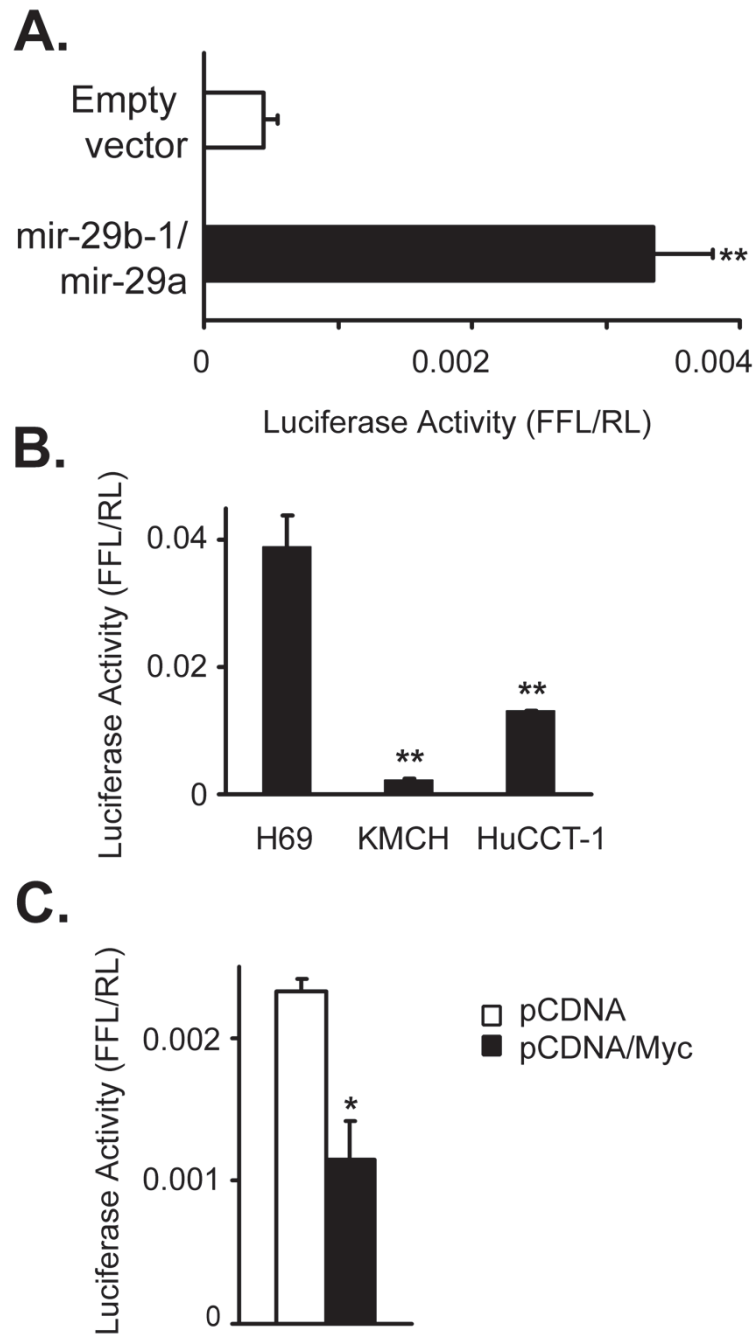 A.
Empty
vector
mir-29b-1/
mir-29a
**
0 0.002 0.004
Luciferase Activity (FFL/RL)
B.
Luciferase Activity (FFL/RL)
0.04
0.02
0
**
**
H69 KMCH HuCCT-1
C.
Luciferase Activity (FFL/RL)
0.002
0.001
0
*
pCDNA
pCDNA/Myc